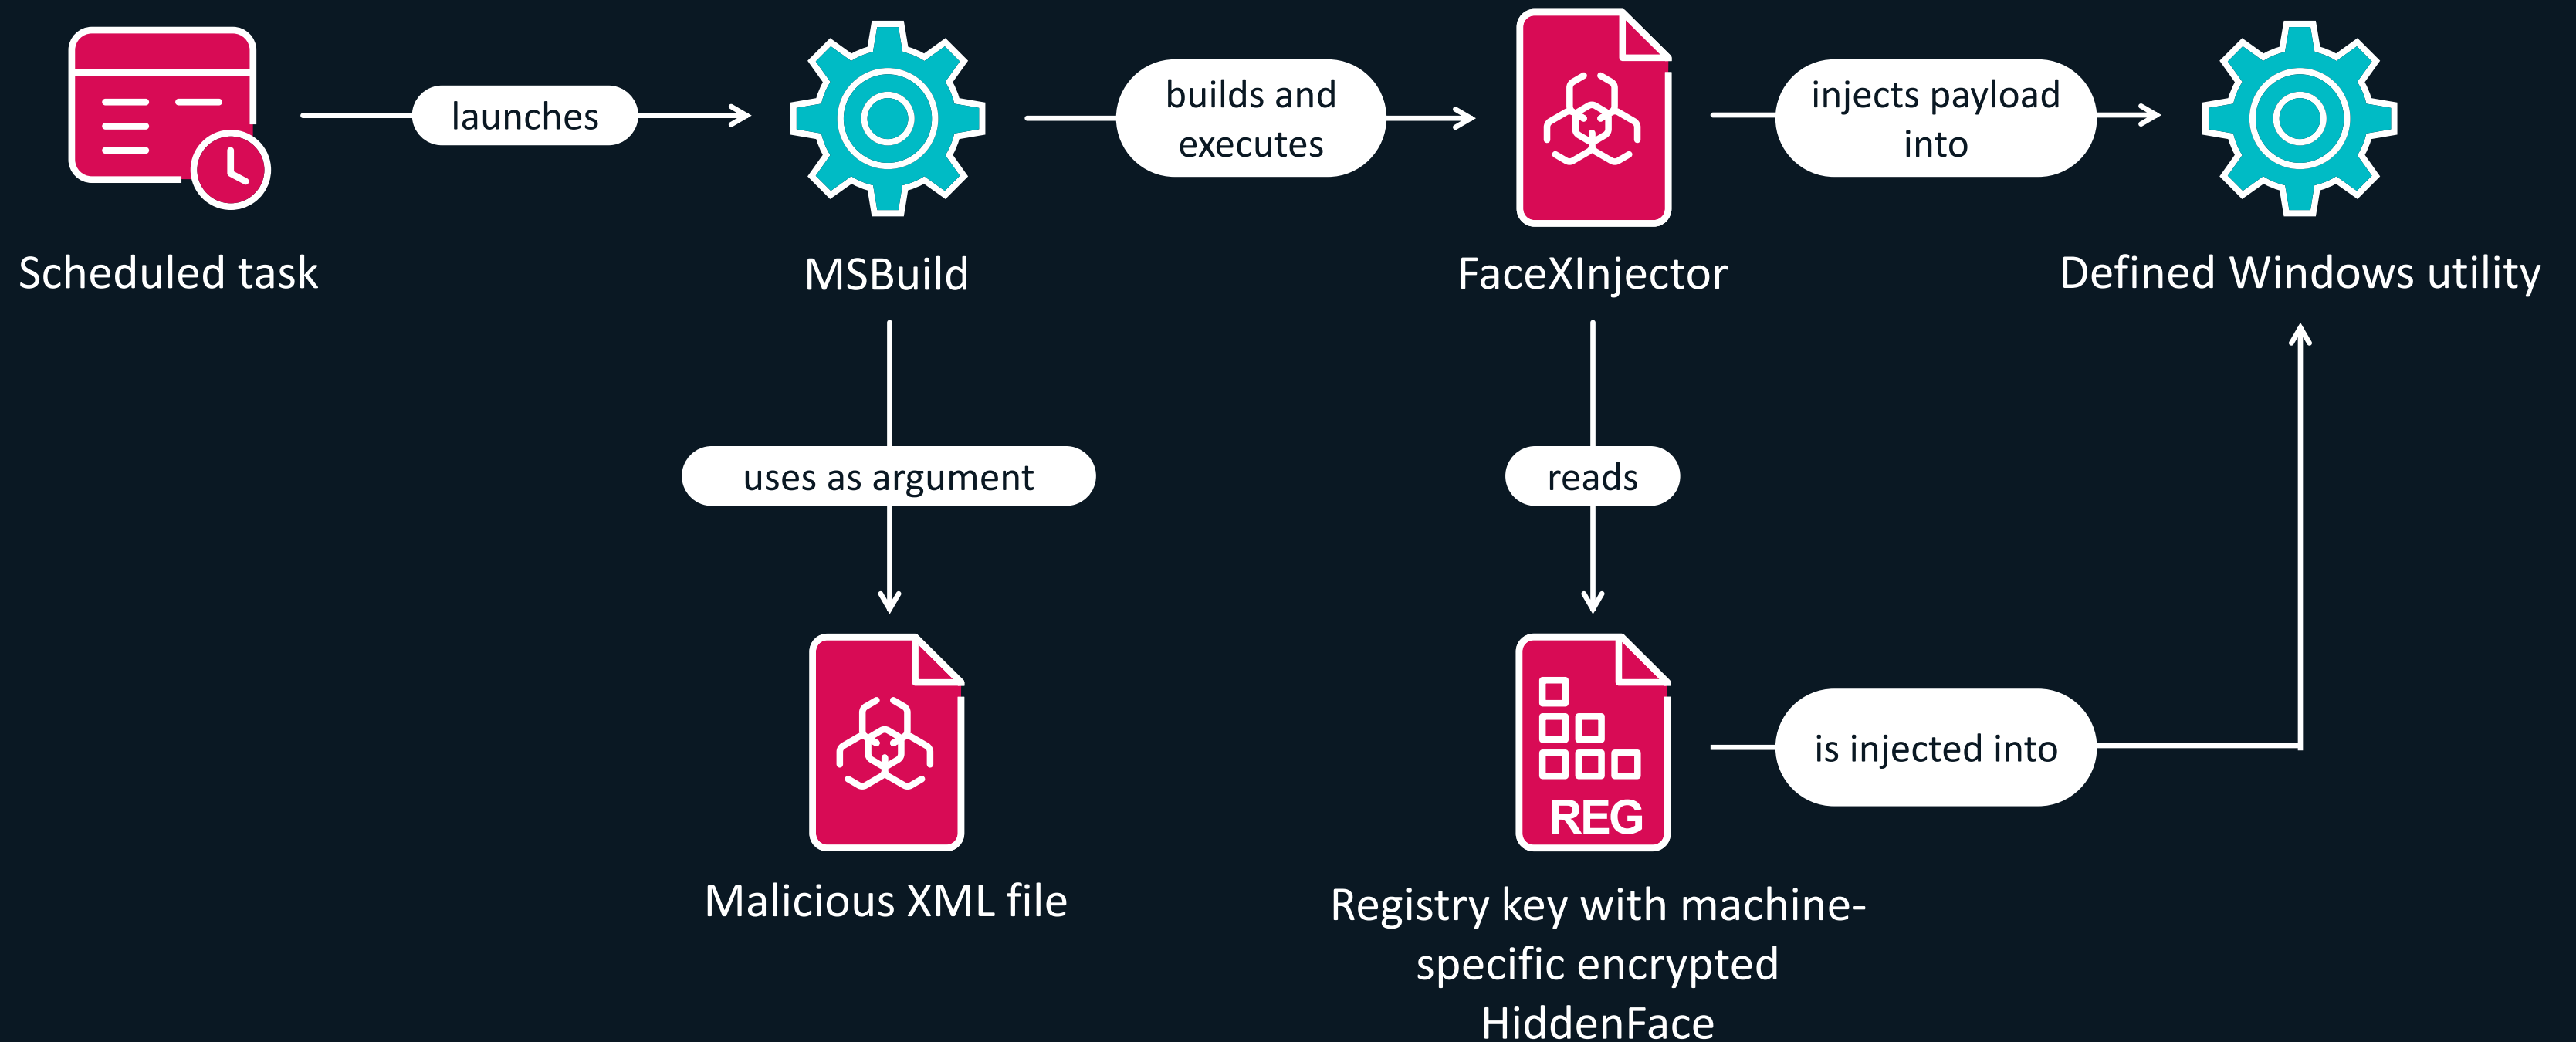 launches
builds and
executes
injects payload
into
Scheduled task
MSBuild
FaceXInjector
Defined Windows utility
uses as argument
reads
REG
is injected into
Malicious XML file
Registry key with machine-
specific encrypted
HiddenFace